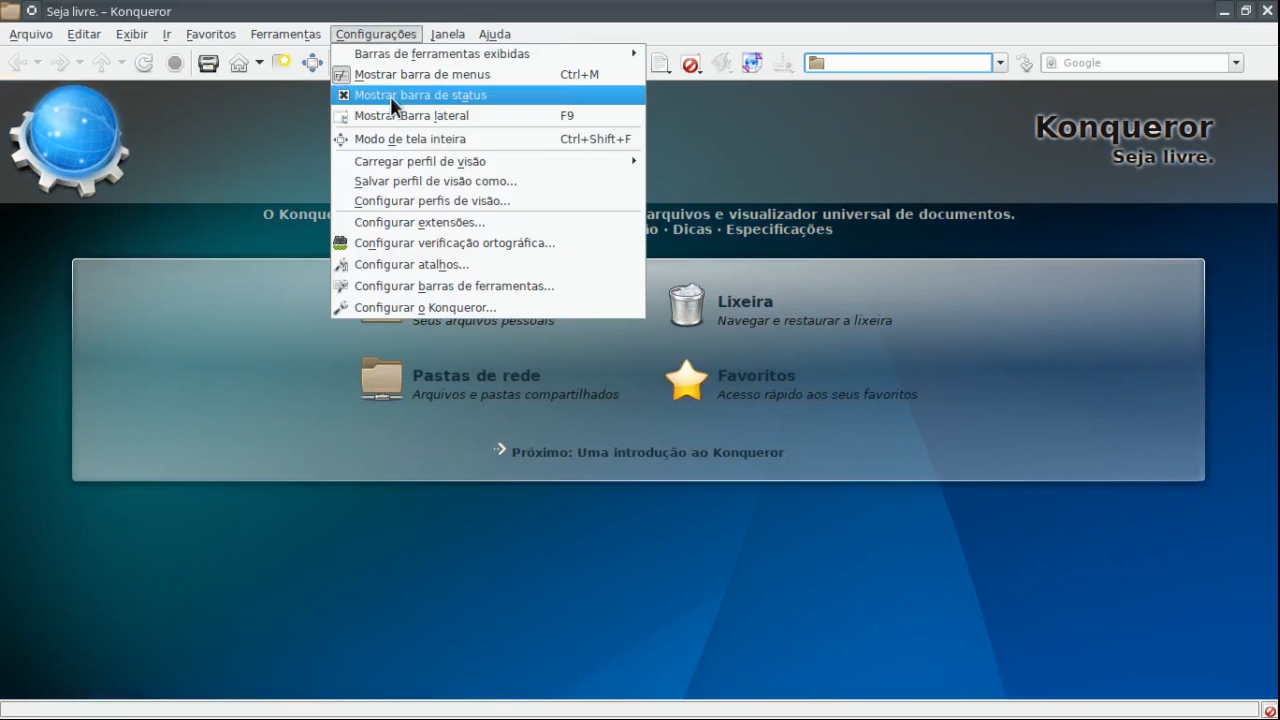 Seja livre. – Konqueror
Arquivo Editar Exibir Ir Favoritos Ferramentas Configurações Janela Ajuda
Google
Barras de ferramentas exibidas
Mostrar barra de menus Ctrl+M
Mostrar barra de status
Mostrar Barra lateral F9
Modo de tela inteira Ctrl+Shift+F
Carregar perfil de visão
Salvar perfil de visão como...
Configurar perfis de visão...
Configurar extensões...
Configurar verificação ortográfica...
Configurar atalhos...
Configurar barras de ferramentas...
Configurar o Konqueror...
Konqueror
Seja livre.
O Konque arquivos e visualizador universal de documentos.
ão · Dicas · Especificações
Seus arquivos pessoais
Lixeira
Navegar e restaurar a lixeira
Pastas de rede
Arquivos e pastas compartilhados
Favoritos
Acesso rápido aos seus favoritos
Próximo: Uma introdução ao Konqueror